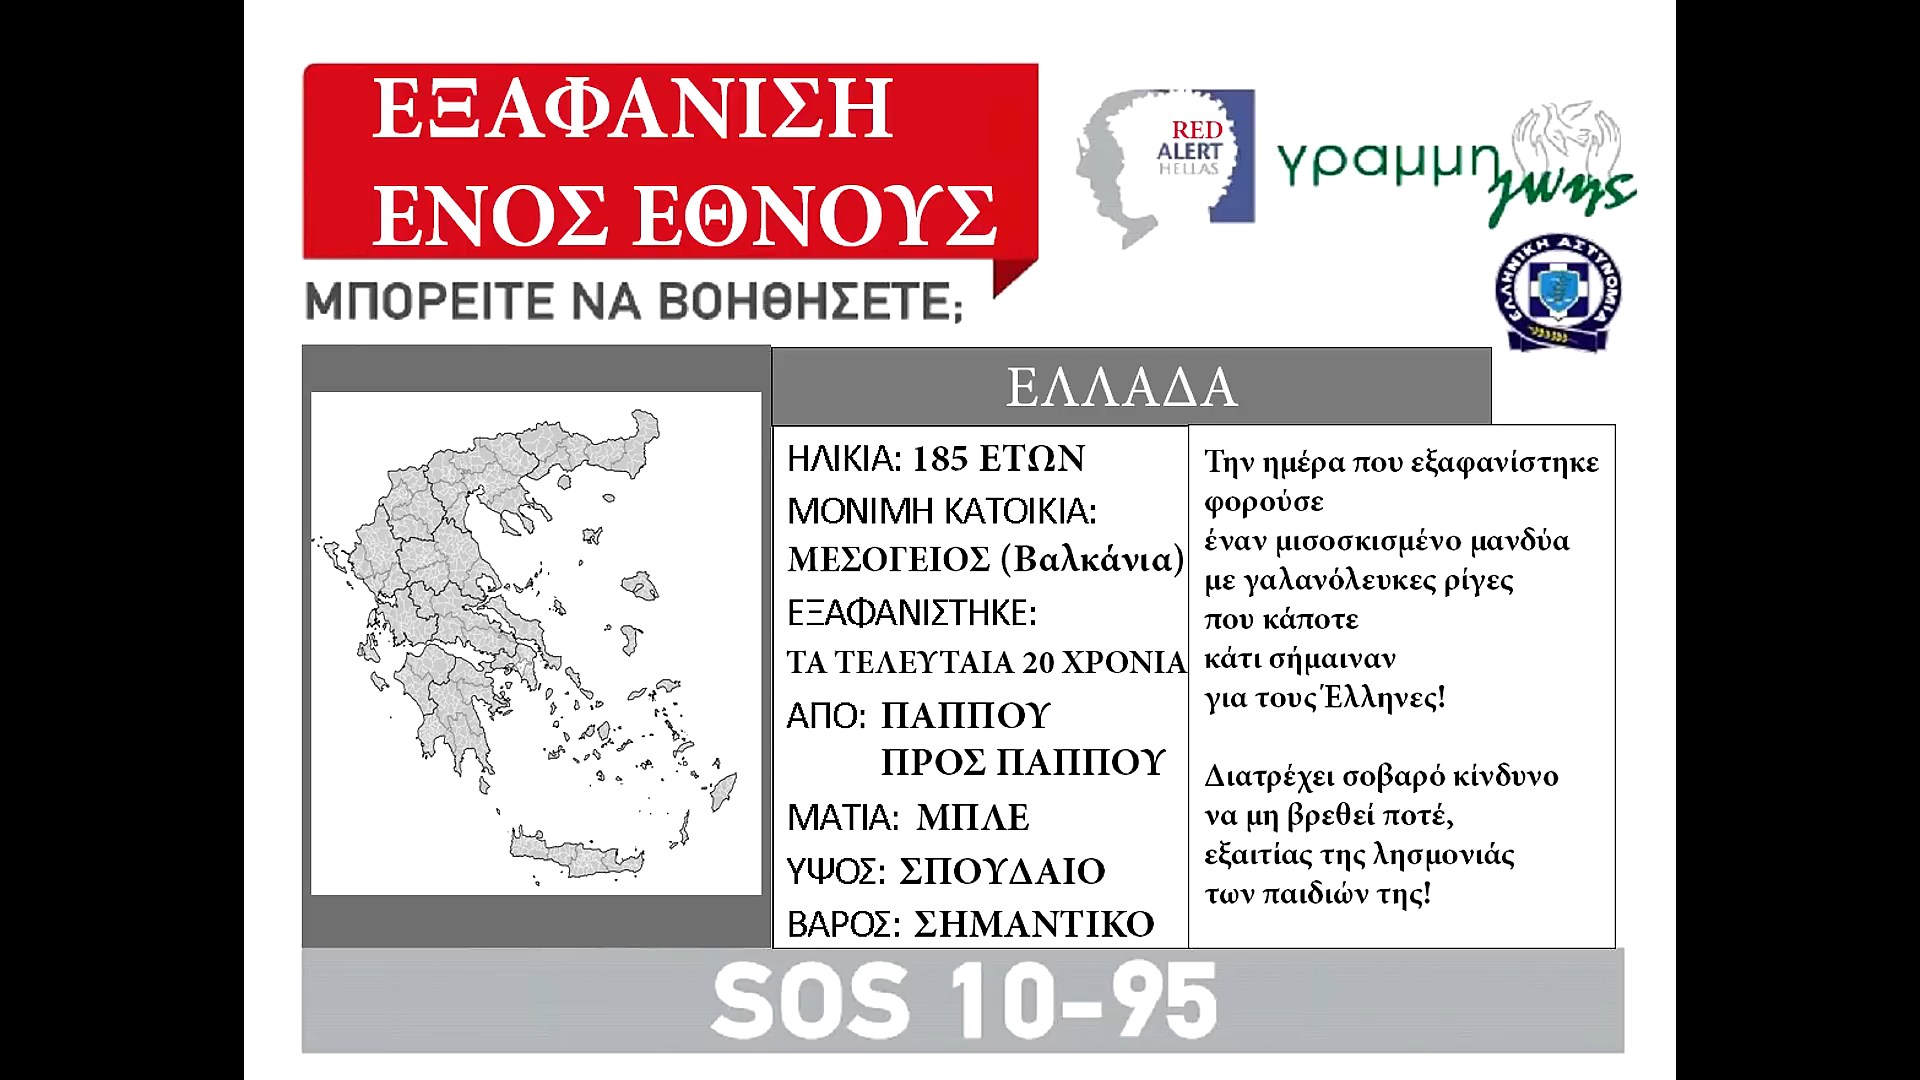 ΕΞΑΦΑΝΙΣΗ
ΕΝΟΣ ΕΘΝΟΥΣ
ΜΠΟΡΕΙΤΕ ΝΑ ΒΟΗΘΗΣΕΤΕ;
RED
ALERT
HELLAS
γραμμη
ζωης
ΕΛΛΗΝΙΚΗ ΑΣΤΥΝΟΜΙΑ
ΕΛΛΑΔΑ
ΗΛΙΚΙΑ: 185 ΕΤΩΝ
ΜΟΝΙΜΗ ΚΑΤΟΙΚΙΑ:
ΜΕΣΟΓΕΙΟΣ (Βαλκάνια)
ΕΞΑΦΑΝΙΣΤΗΚΕ:
ΤΑ ΤΕΛΕΥΤΑΙΑ 20 ΧΡΟΝΙΑ
ΑΠΟ: ΠΑΠΠΟΥ
ΠΡΟΣ ΠΑΠΠΟΥ
ΜΑΤΙΑ: ΜΠΛΕ
ΥΨΟΣ: ΣΠΟΥΔΑΙΟ
ΒΑΡΟΣ: ΣΗΜΑΝΤΙΚΟ
Την ημέρα που εξαφανίστηκε
φορούσε
έναν μισοσκισμένο μανδύα
με γαλανόλευκες ρίγες
που κάποτε
κάτι σήμαιναν
για τους Έλληνες!
Διατρέχει σοβαρό κίνδυνο
να μη βρεθεί ποτέ,
εξαιτίας της λησμονιάς
των παιδιών της!
SOS 10-95